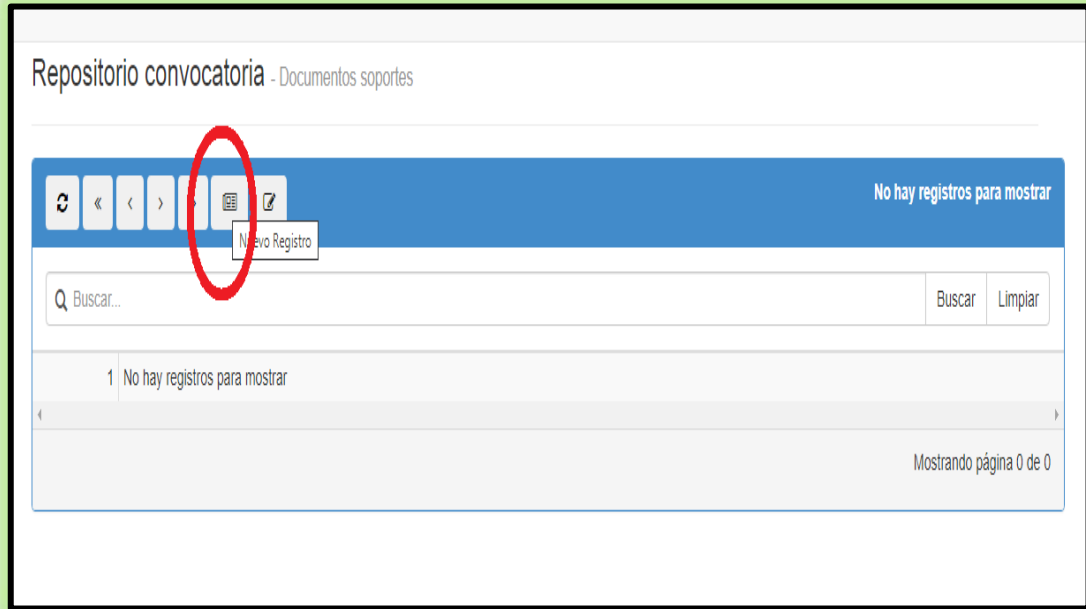 Repositorio convocatoria - Documentos soportes
No hay registros para mostrar
Nuevo Registro
Buscar...
Buscar
Limpiar
1 No hay registros para mostrar
Mostrando página 0 de 0